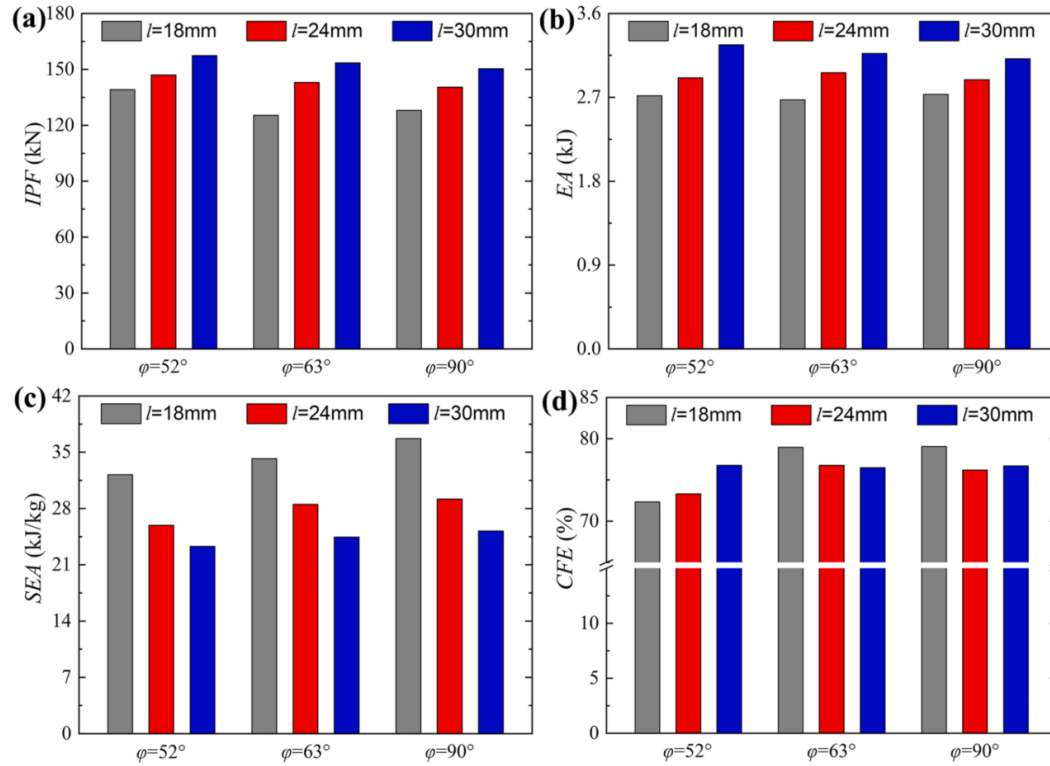 (a)
l=18mm l=24mm l=30mm
180
150
120
90
60
30
0
IPF (kN)
φ=52° φ=63° φ=90°
(b)
l=18mm l=24mm l=30mm
3.6
2.7
1.8
0.9
0.0
EA (kJ)
φ=52° φ=63° φ=90°
(c)
l=18mm l=24mm l=30mm
42
35
28
21
14
7
0
SEA (kJ/kg)
φ=52° φ=63° φ=90°
(d)
l=18mm l=24mm l=30mm
85
80
70
10
5
0
CFE (%)
φ=52° φ=63° φ=90°